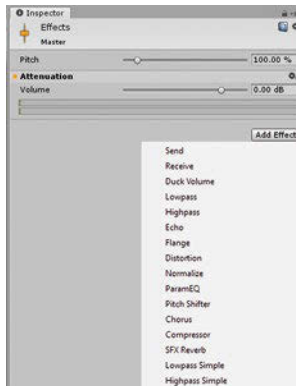 Inspector
Effects
Master
Pitch 100.00 %
Attenuation
Volume 0.00 dB
Add Effect
Send
Receive
Duck Volume
Lowpass
Highpass
Echo
Flange
Distortion
Normalize
ParamEQ
Pitch Shifter
Chorus
Compressor
SFX Reverb
Lowpass Simple
Highpass Simple